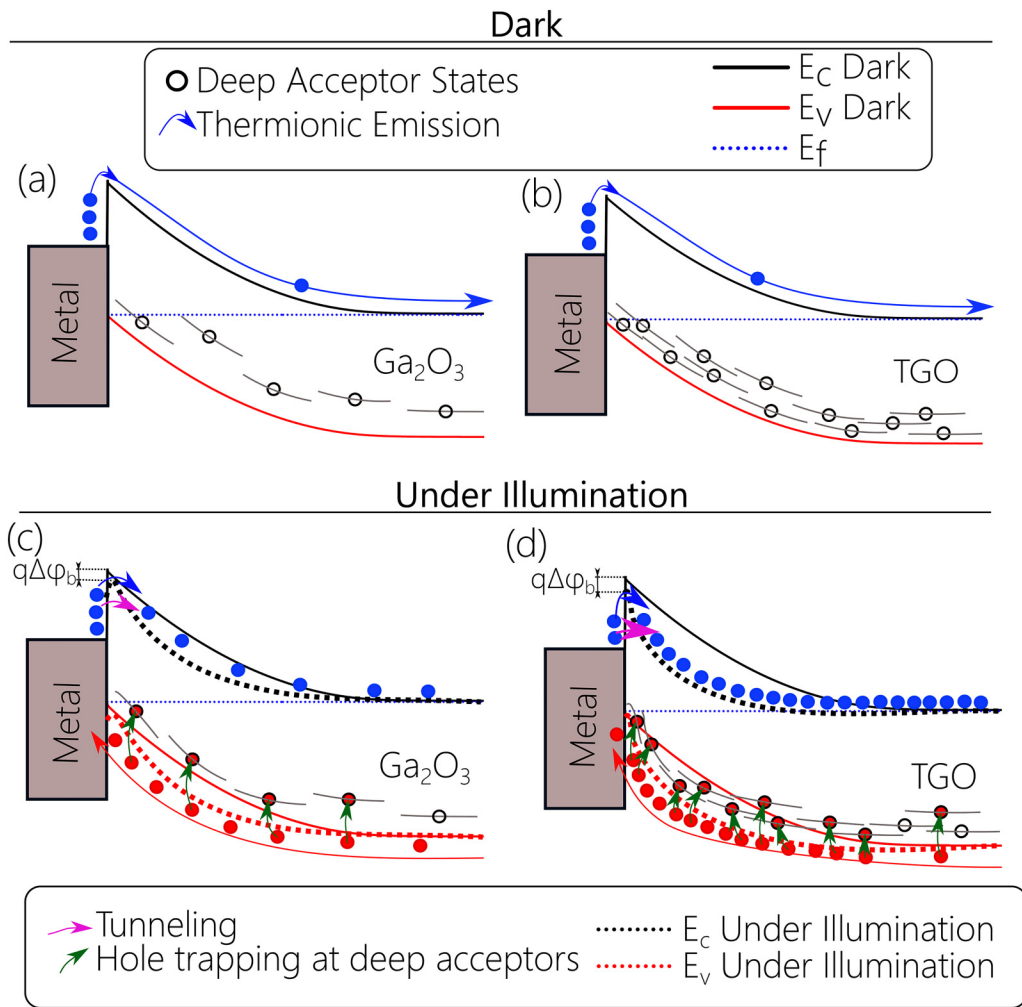 Dark
Deep Acceptor States
Thermionic Emission
E_C Dark
E_V Dark
E_f
(a)
Metal
Ga₂O₃
(b)
Metal
TGO
Under Illumination
(c)
qΔφ_b
Metal
Ga₂O₃
(d)
qΔφ_b
Metal
TGO
Tunneling
Hole trapping at deep acceptors
E_c Under Illumination
E_v Under Illumination